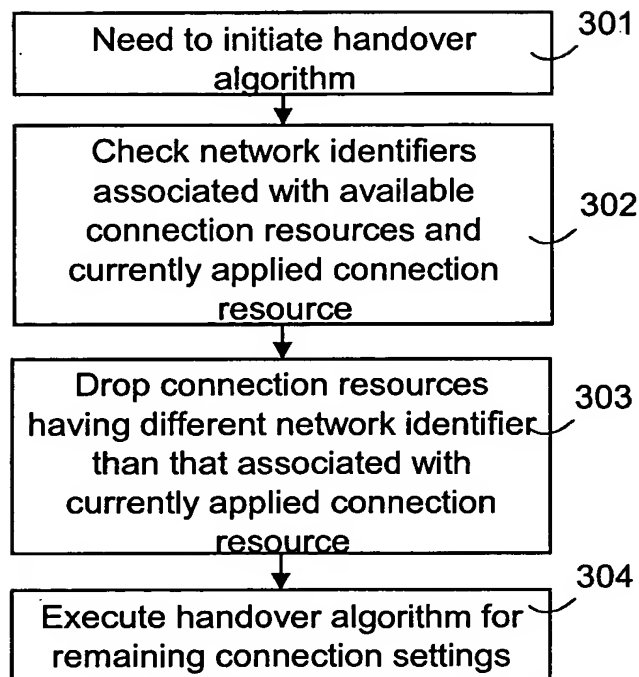 Need to initiate handover
algorithm
301
Check network identifiers
associated with available
connection resources and
currently applied connection
resource
302
Drop connection resources
having different network identifier
than that associated with
currently applied connection
resource
303
Execute handover algorithm for
remaining connection settings
304